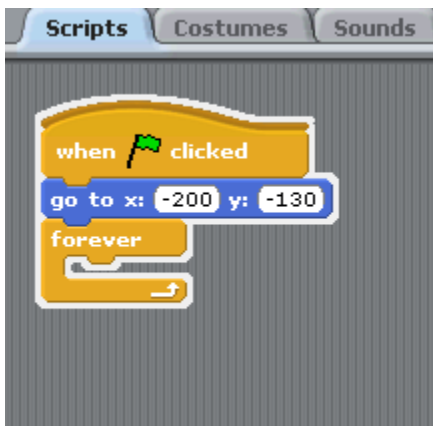 Scripts Costumes Sounds
when clicked
go to x: -200 y: -130
forever